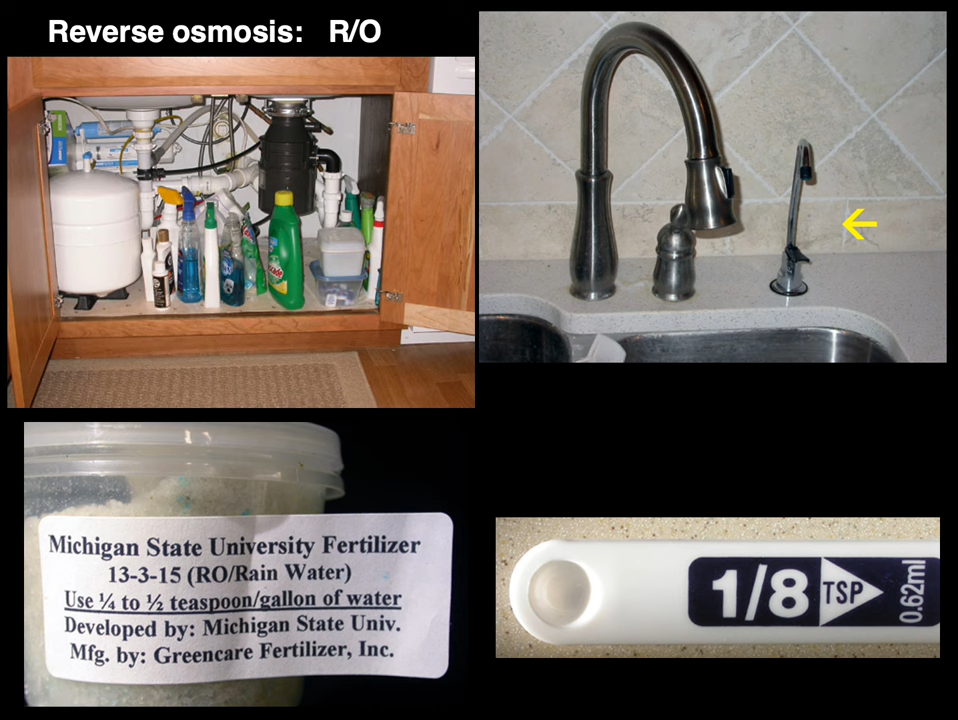 Reverse osmosis: R/O
Michigan State University Fertilizer
13-3-15 (RO/Rain Water)
Use ¼ to ½ teaspoon/gallon of water
Developed by: Michigan State Univ.
Mfg. by: Greencare Fertilizer, Inc.
1/8 TSP 0.62ml